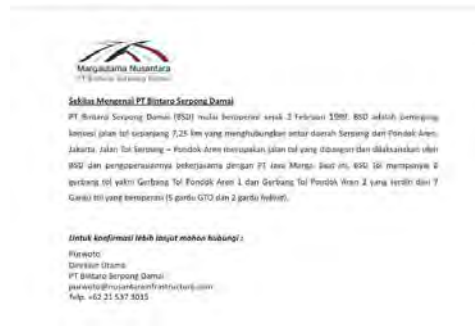 Margautama Nusantara
PT Bintaro Serpong Damai
Sekilas Mengenai PT Bintaro Serpong Damai
PT Bintaro Serpong Damai (BSD) mulai beroperasi sejak 2 Februari 1999. BSD adalah pemegang
konsesi jalan tol sepanjang 7,25 km yang menghubungkan antar daerah Serpong dan Pondok Aren,
Jakarta. Jalan Tol Serpong – Pondok Aren merupakan jalan tol yang dibangun dan dilaksanakan oleh
BSD dan pengoperasiannya bekerjasama dengan PT Jasa Marga. Saat ini, BSD tol mempunyai 2
gerbang tol yakni Gerbang Tol Pondok Aren 1 dan Gerbang Tol Pondok Aren 2 yang terdiri dari 7
Gardu tol yang beroperasi (5 gardu GTO dan 2 gardu hybrid).
Untuk konfirmasi lebih lanjut mohon hubungi :
Purwoto
Direktur Utama
PT Bintaro Serpong Damai
purwoto@nusantarainfrastructure.com
Telp. +62 21 537 3035